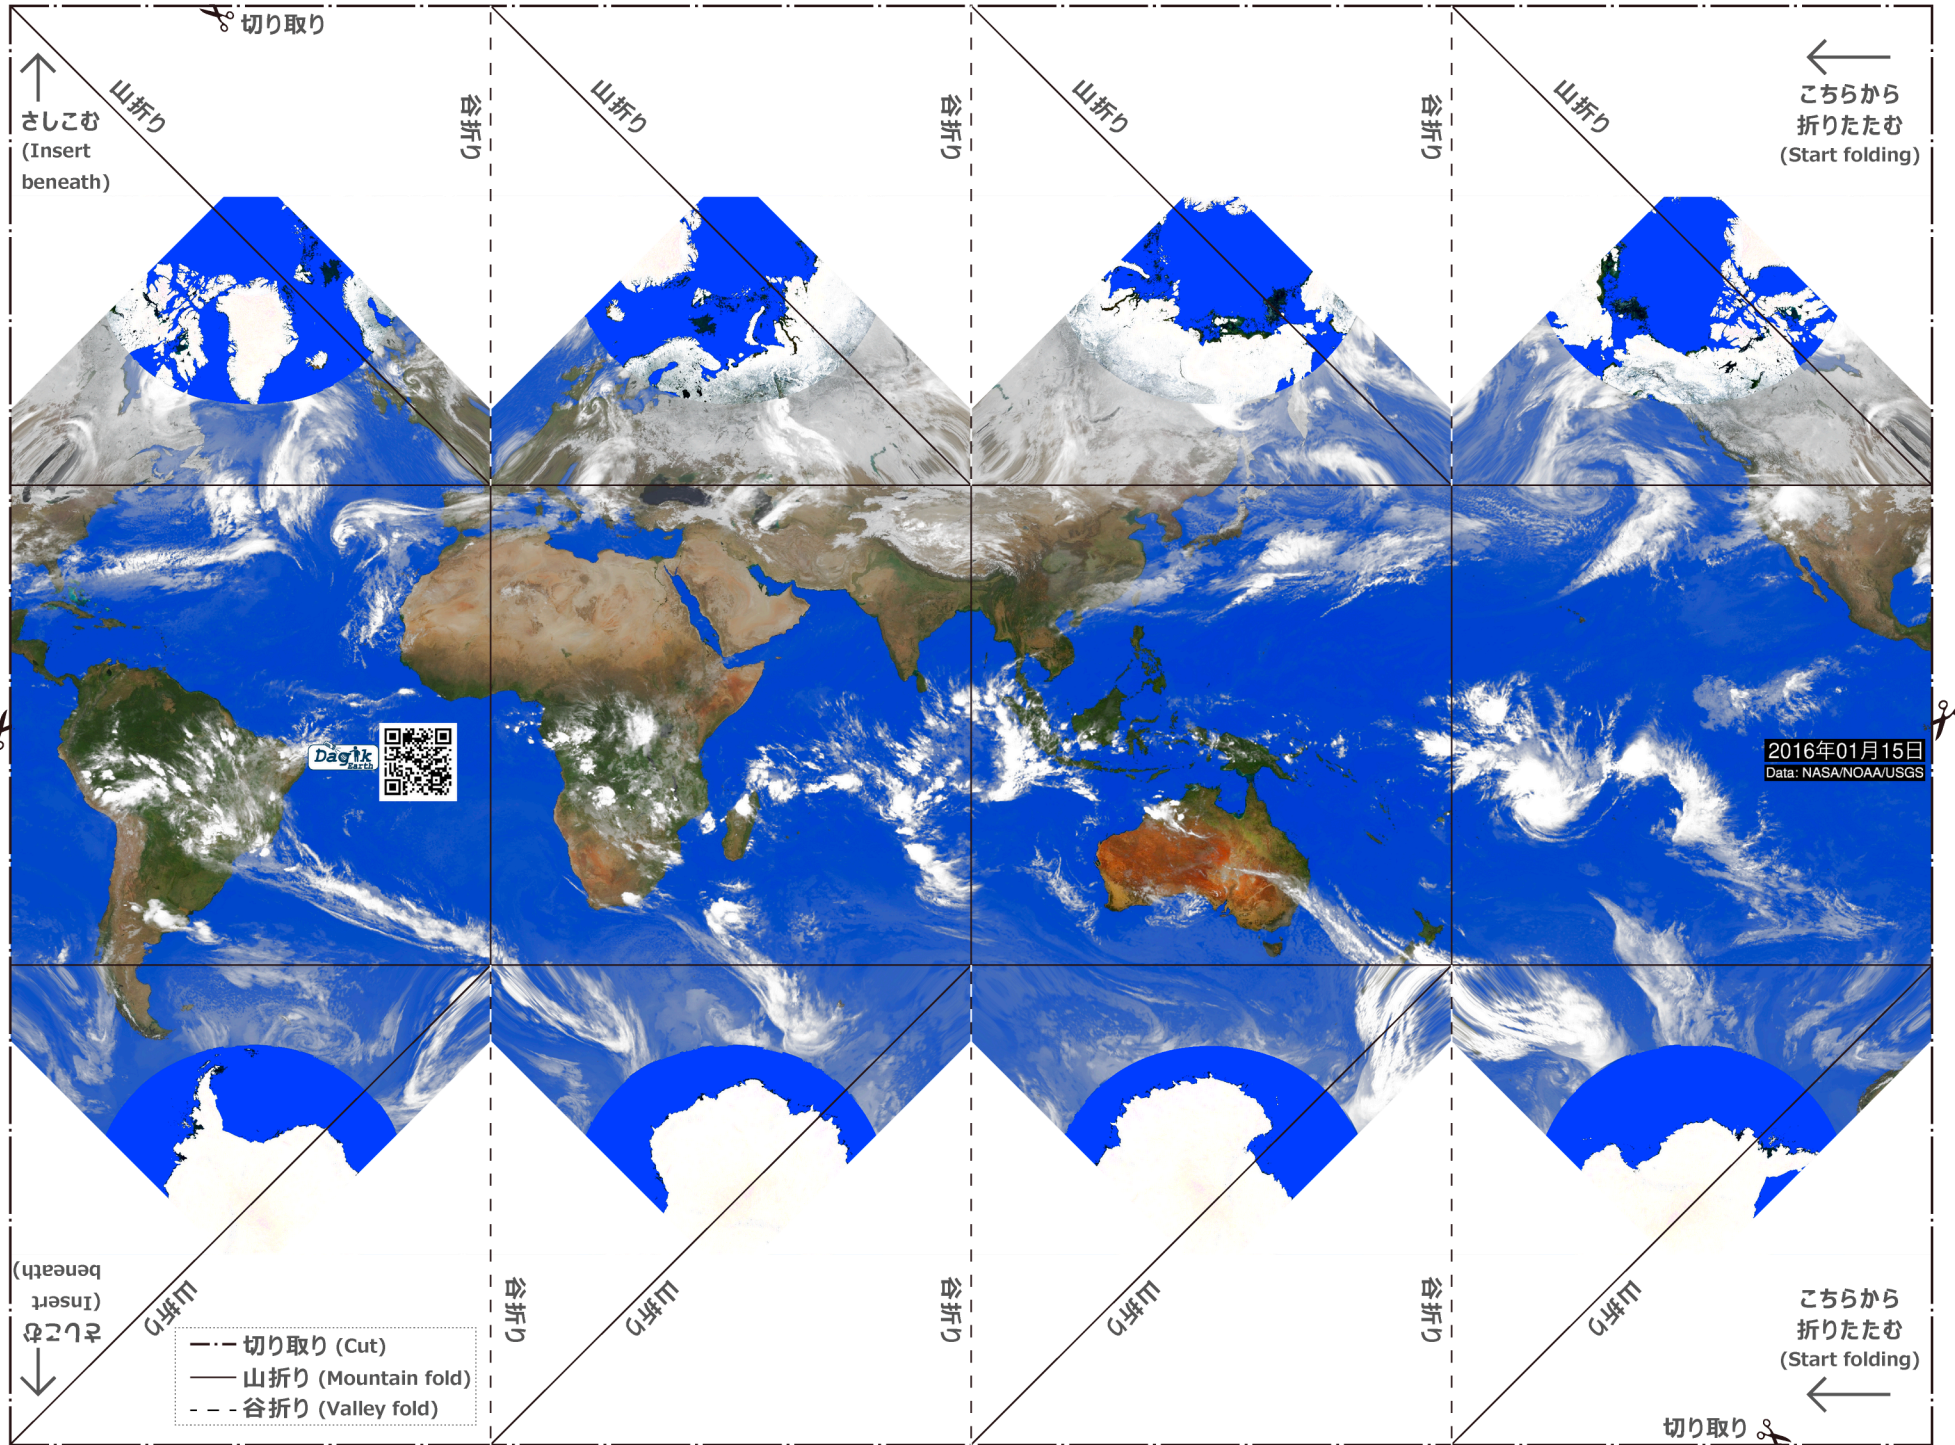 切り取り
山折り
谷折り
山折り
谷折り
山折り
谷折り
山折り
さしこむ
(Insert
beneath)
こちらから
折りたたむ
(Start folding)
Dagik
Earth
2016年01月15日
Data: NASA/NOAA/USGS
さしこむ
(Insert
beneath)
山折り
谷折り
山折り
谷折り
山折り
谷折り
山折り
切り取り (Cut)
山折り (Mountain fold)
谷折り (Valley fold)
こちらから
折りたたむ
(Start folding)
切り取り